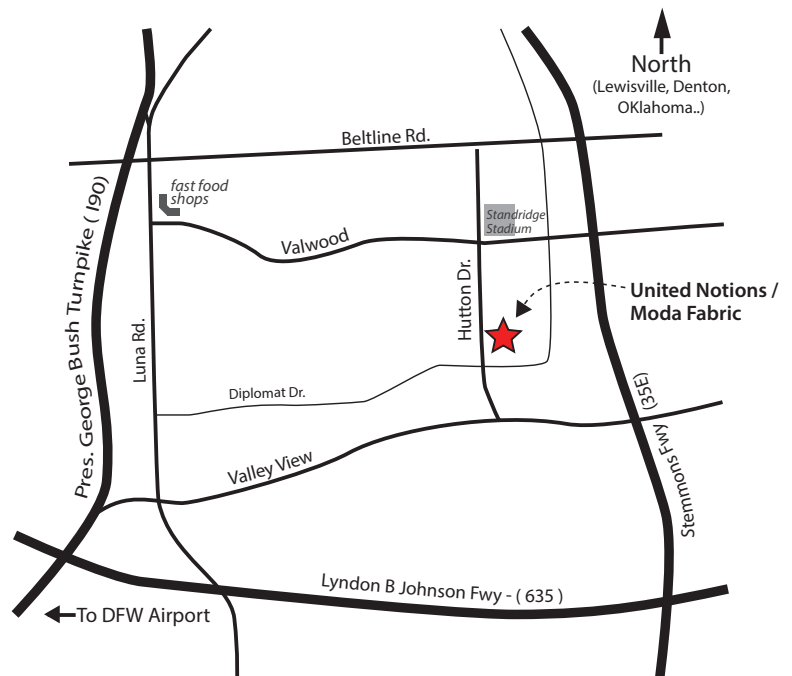 North
(Lewisville, Denton,
OKlahoma..)
Beltline Rd.
fast food
shops
Standridge
Stadium
Valwood
Pres. George Bush Turnpike ( I90)
Hutton Dr.
United Notions /
Moda Fabric
Luna Rd.
Diplomat Dr.
Stemmons Fwy (35E)
Valley View
Lyndon B Johnson Fwy - ( 635 )
To DFW Airport